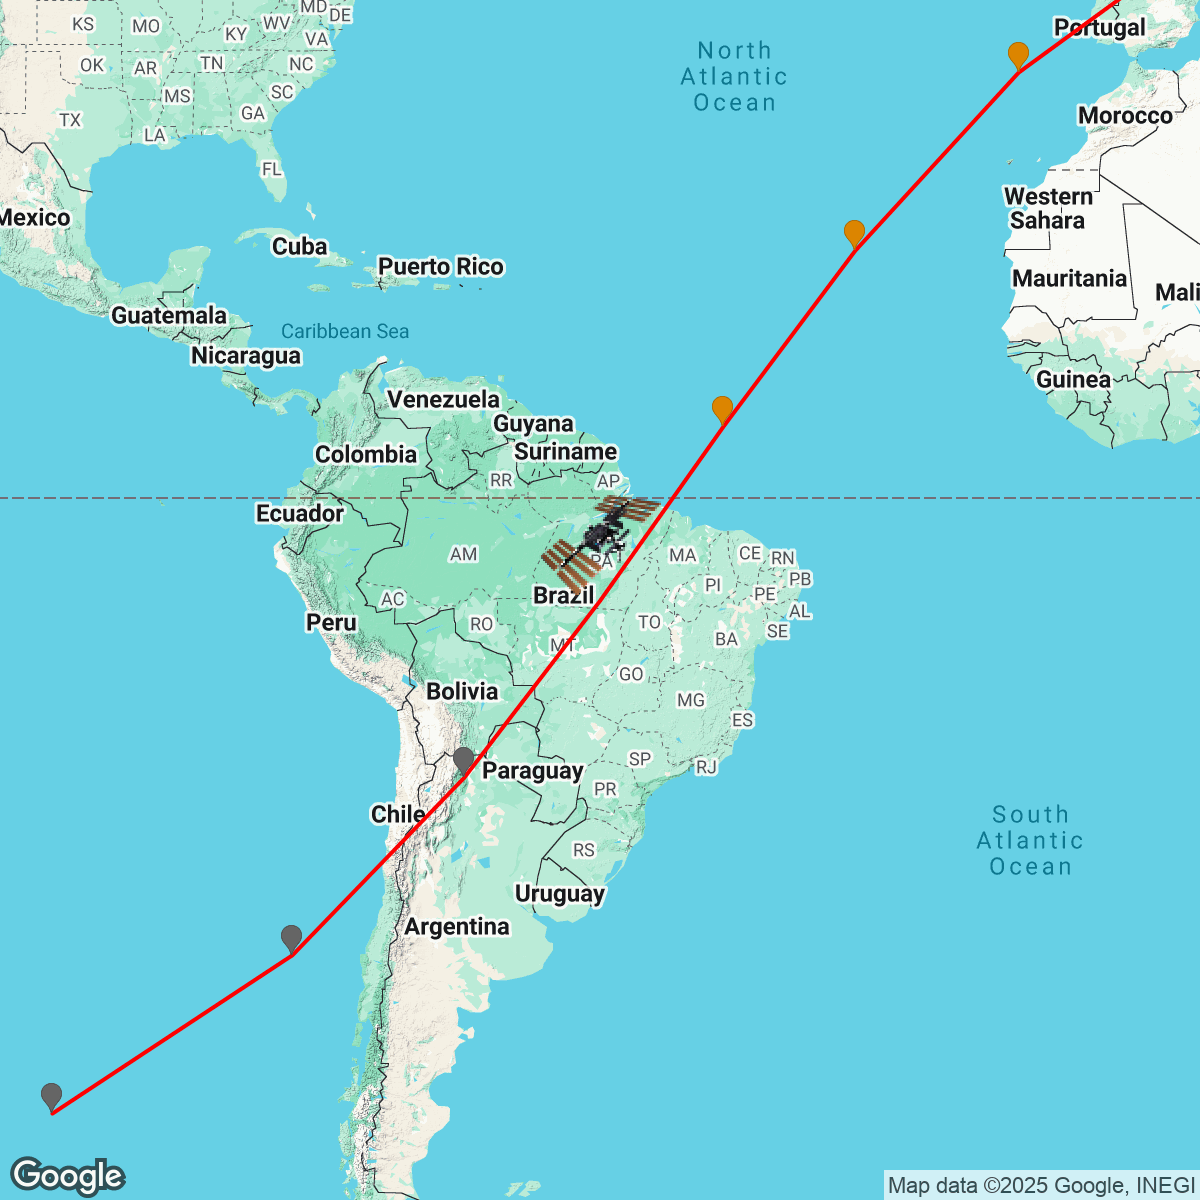 MD
DE
KS
MO
WV
KY
VA
Portugal
OK
AR
TN
NC
North
Atlantic
Ocean
MS
SC
TX
GA
Morocco
LA
FL
Western
Sahara
Mexico
Cuba
Puerto Rico
Mauritania
Mali
Guatemala
Caribbean Sea
Nicaragua
Guinea
Venezuela
Guyana
Colombia
Suriname
RR
AP
Ecuador
AM
PA
MA
CE
RN
PI
PB
PE
Brazil
AC
AL
Peru
RO
TO
SE
BA
MT
GO
Bolivia
MG
ES
SP
RJ
Paraguay
PR
Chile
South
Atlantic
Ocean
RS
Uruguay
Argentina
Google
Map data ©2025 Google, INEGI